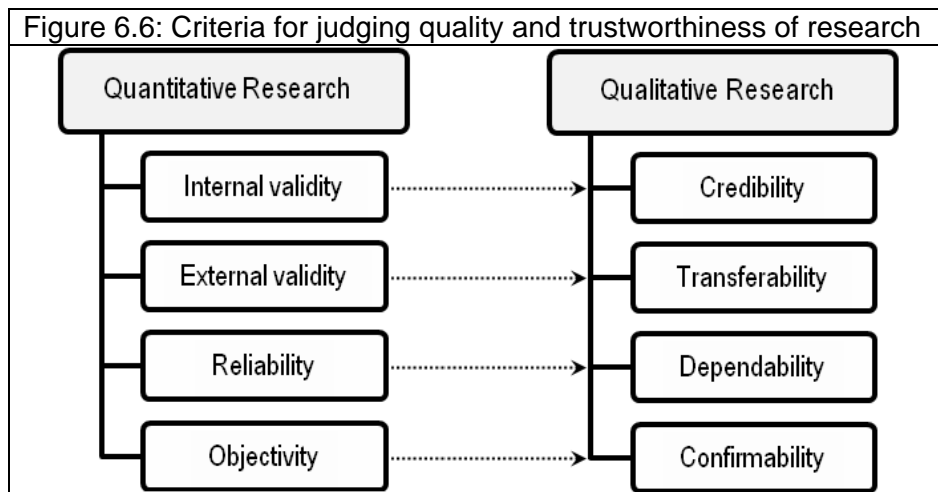 Figure 6.6: Criteria for judging quality and trustworthiness of research
Quantitative Research
Qualitative Research
Internal validity
Credibility
External validity
Transferability
Reliability
Dependability
Objectivity
Confirmability